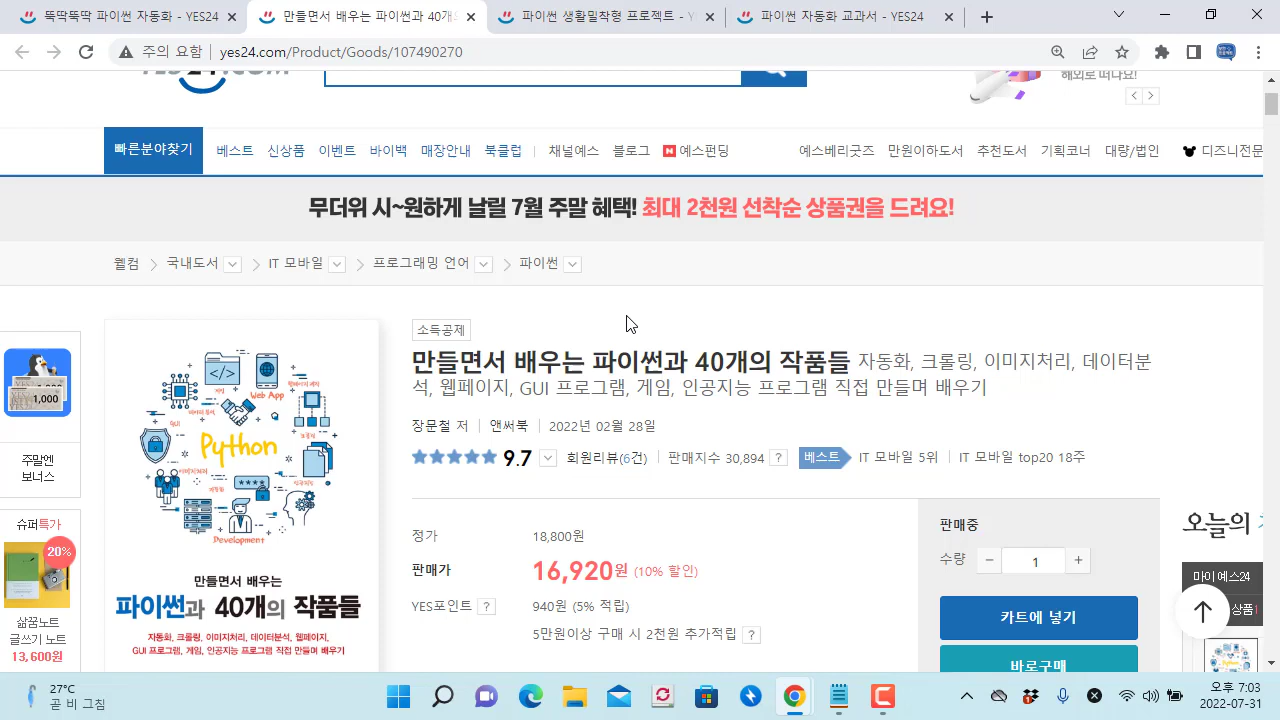 뚝딱뚝딱 파이썬 자동화 - YES24
만들면서 배우는 파이썬과 40개
파이썬 생활밀착형 프로젝트 - Y
파이썬 자동화 교과서 - YES24
주의 요함
yes24.com/Product/Goods/107490270
YES24.COM
해외로 떠나요!
빠른분야찾기
베스트
신상품
이벤트
바이백
매장안내
북클럽
채널예스
블로그
예스펀딩
예스베리굿즈
만원이하도서
추천도서
기획코너
대량/법인
디즈니전문
무더위 시~원하게 날릴 7월 주말 혜택! 최대 2천원 선착순 상품권을 드려요!
웰컴
국내도서
IT 모바일
프로그래밍 언어
파이썬
1,000
주말엔
보너스
슈퍼특가
20%
삶꿈노트
글쓰기 노트
13,600원
게임
Web App
웹페이지 제작
Python
Development
만들면서 배우는
파이썬과 40개의 작품들
자동화, 크롤링, 이미지처리, 데이터분석, 웹페이지,
GUI 프로그램, 게임, 인공지능 프로그램 직접 만들며 배우기
소득공제
만들면서 배우는 파이썬과 40개의 작품들 자동화, 크롤링, 이미지처리, 데이터분
석, 웹페이지, GUI 프로그램, 게임, 인공지능 프로그램 직접 만들며 배우기
장문철 저
앤써북
2022년 02월 28일
9.7
회원리뷰(6건)
판매지수 30,894
?
베스트
IT 모바일 5위
IT 모바일 top20 18주
정가
18,800원
판매가
16,920원 (10% 할인)
YES포인트
?
940원 (5% 적립)
5만원이상 구매 시 2천원 추가적립
?
판매중
수량
−
1
+
카트에 넣기
바로구매
오늘의
마이예스24
상품1
27°C
곧 비 그침
오후 7:03
2022-07-31